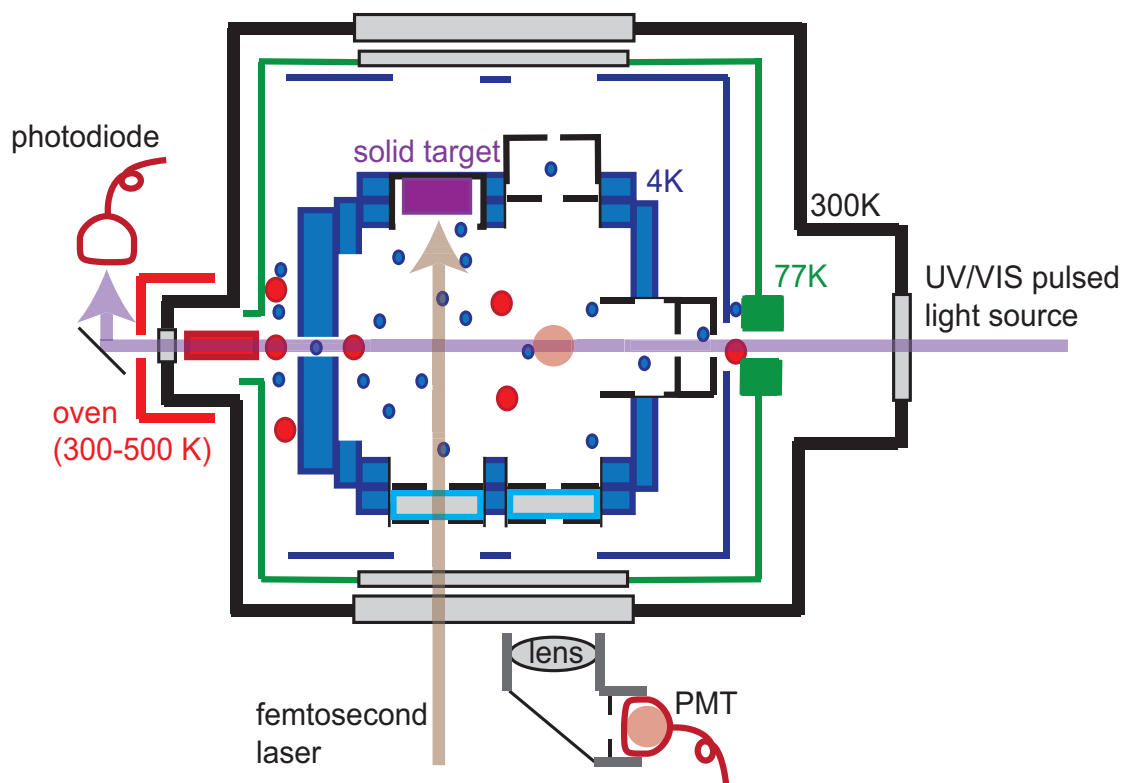 photodiode
solid target
4K
300K
77K
UV/VIS pulsed
light source
oven
(300-500 K)
lens
PMT
femtosecond
laser